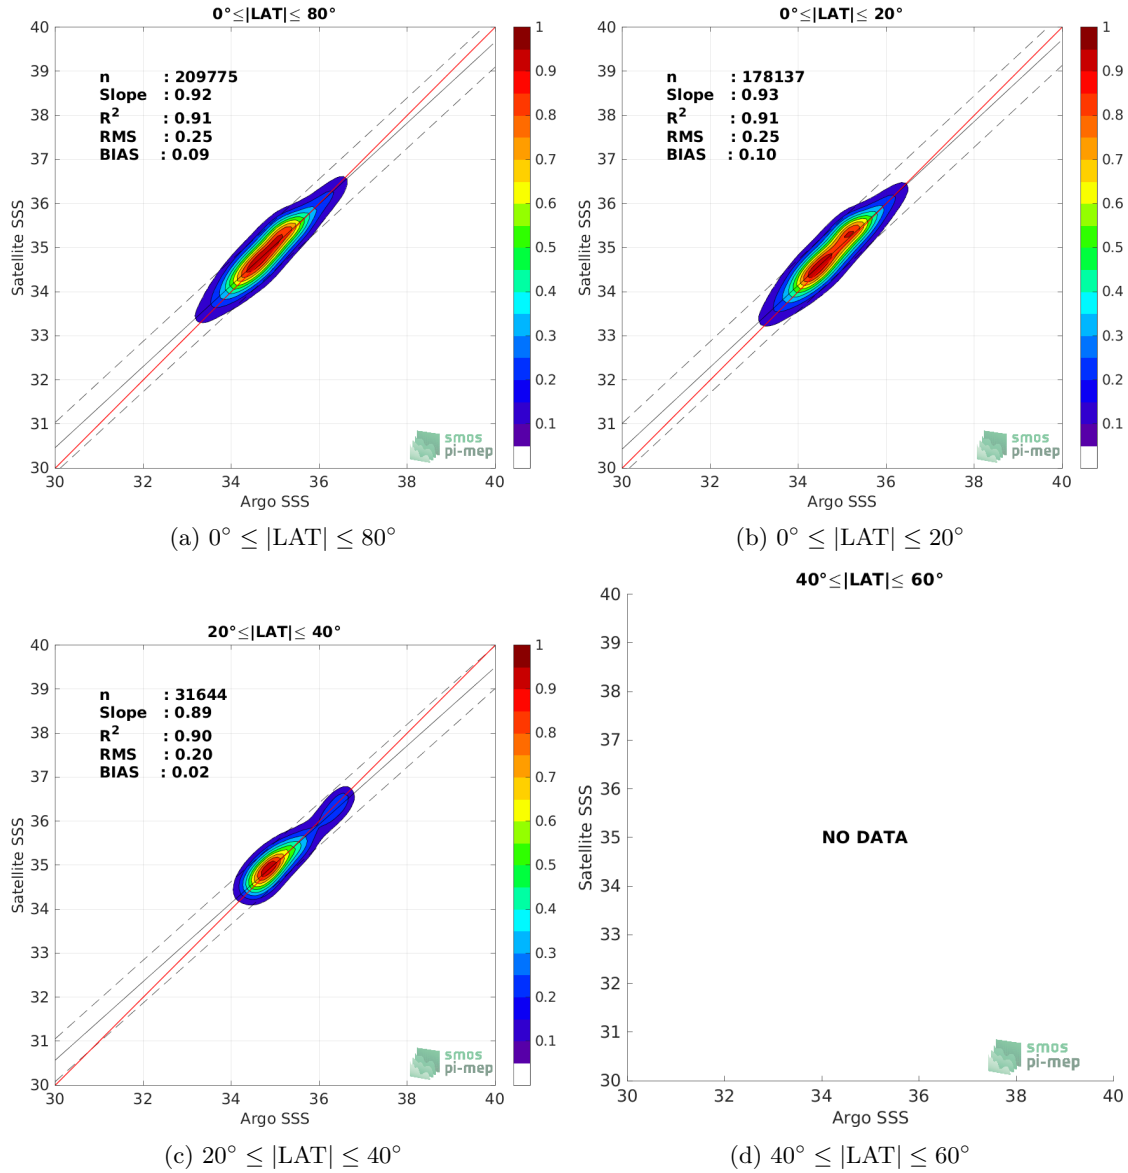 0°≤|LAT|≤ 80°
40
39
38
37
36
35
34
33
32
31
30
30
32
34
36
38
40
Satellite SSS
Argo SSS
n : 209775
Slope : 0.92
R² : 0.91
RMS : 0.25
BIAS : 0.09
1
0.9
0.8
0.7
0.6
0.5
0.4
0.3
0.2
0.1
smos
pi-mep
(a) 0° ≤ |LAT| ≤ 80°
0°≤|LAT|≤ 20°
40
39
38
37
36
35
34
33
32
31
30
30
32
34
36
38
40
Satellite SSS
Argo SSS
n : 178137
Slope : 0.93
R² : 0.91
RMS : 0.25
BIAS : 0.10
1
0.9
0.8
0.7
0.6
0.5
0.4
0.3
0.2
0.1
smos
pi-mep
(b) 0° ≤ |LAT| ≤ 20°
20°≤|LAT|≤ 40°
40
39
38
37
36
35
34
33
32
31
30
30
32
34
36
38
40
Satellite SSS
Argo SSS
n : 31644
Slope : 0.89
R² : 0.90
RMS : 0.20
BIAS : 0.02
1
0.9
0.8
0.7
0.6
0.5
0.4
0.3
0.2
0.1
smos
pi-mep
(c) 20° ≤ |LAT| ≤ 40°
40°≤|LAT|≤ 60°
40
39
38
37
36
35
34
33
32
31
30
30
32
34
36
38
40
Satellite SSS
Argo SSS
NO DATA
smos
pi-mep
(d) 40° ≤ |LAT| ≤ 60°